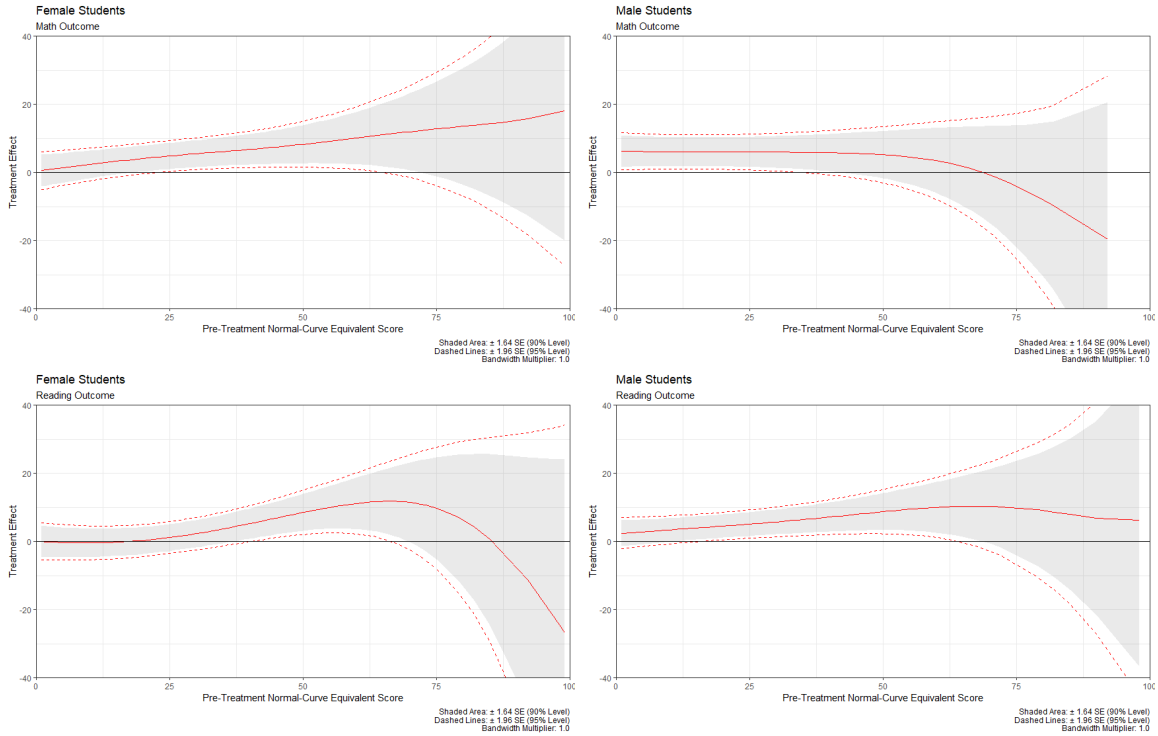 Female Students
Math Outcome
40
20
0
-20
-40
Treatment Effect
0
25
50
75
100
Pre-Treatment Normal-Curve Equivalent Score
Shaded Area: ± 1.64 SE (90% Level)
Dashed Lines: ± 1.96 SE (95% Level)
Bandwidth Multiplier: 1.0
Male Students
Math Outcome
40
20
0
-20
-40
Treatment Effect
0
25
50
75
100
Pre-Treatment Normal-Curve Equivalent Score
Shaded Area: ± 1.64 SE (90% Level)
Dashed Lines: ± 1.96 SE (95% Level)
Bandwidth Multiplier: 1.0
Female Students
Reading Outcome
40
20
0
-20
-40
Treatment Effect
0
25
50
75
100
Pre-Treatment Normal-Curve Equivalent Score
Shaded Area: ± 1.64 SE (90% Level)
Dashed Lines: ± 1.96 SE (95% Level)
Bandwidth Multiplier: 1.0
Male Students
Reading Outcome
40
20
0
-20
-40
Treatment Effect
0
25
50
75
100
Pre-Treatment Normal-Curve Equivalent Score
Shaded Area: ± 1.64 SE (90% Level)
Dashed Lines: ± 1.96 SE (95% Level)
Bandwidth Multiplier: 1.0